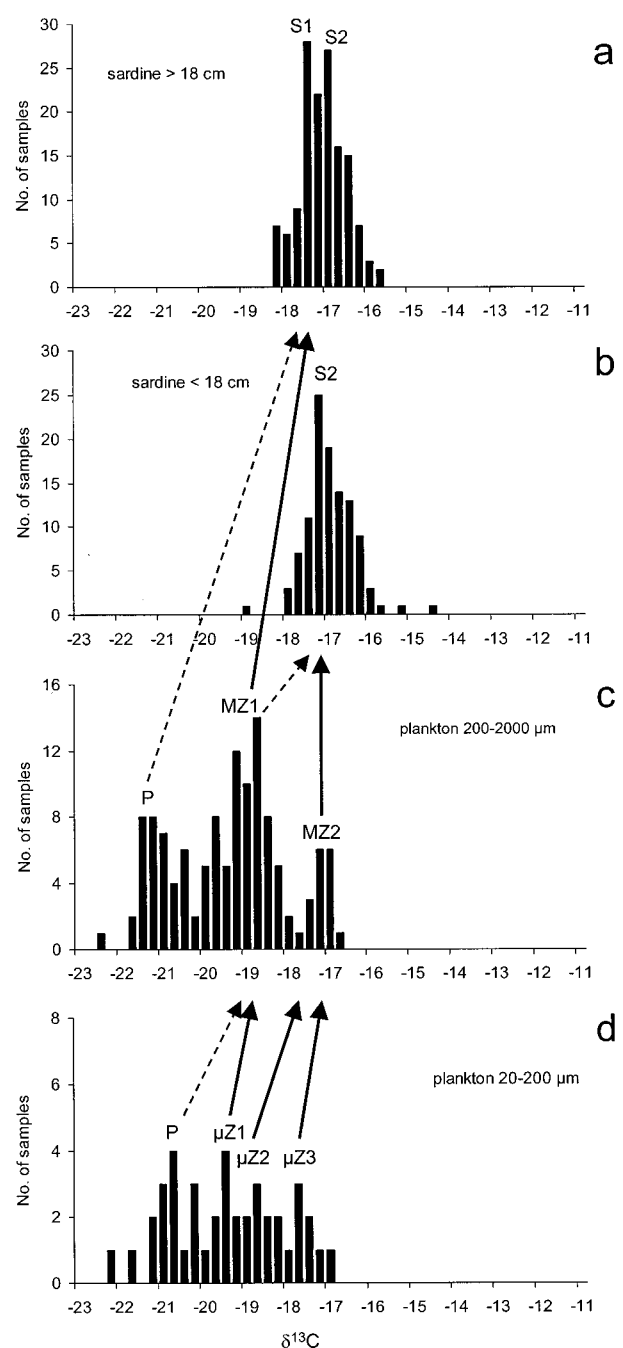 30
25
20
15
10
5
0
No. of samples
S1
S2
sardine > 18 cm
a
-23 -22 -21 -20 -19 -18 -17 -16 -15 -14 -13 -12 -11
30
25
20
15
10
5
0
No. of samples
S2
sardine < 18 cm
b
-23 -22 -21 -20 -19 -18 -17 -16 -15 -14 -13 -12 -11
16
12
8
4
0
No. of samples
P
MZ1
MZ2
plankton 200-2000 µm
c
-23 -22 -21 -20 -19 -18 -17 -16 -15 -14 -13 -12 -11
8
6
4
2
0
No. of samples
P
µZ1
µZ2
µZ3
plankton 20-200 µm
d
-23 -22 -21 -20 -19 -18 -17 -16 -15 -14 -13 -12 -11
δ¹³C